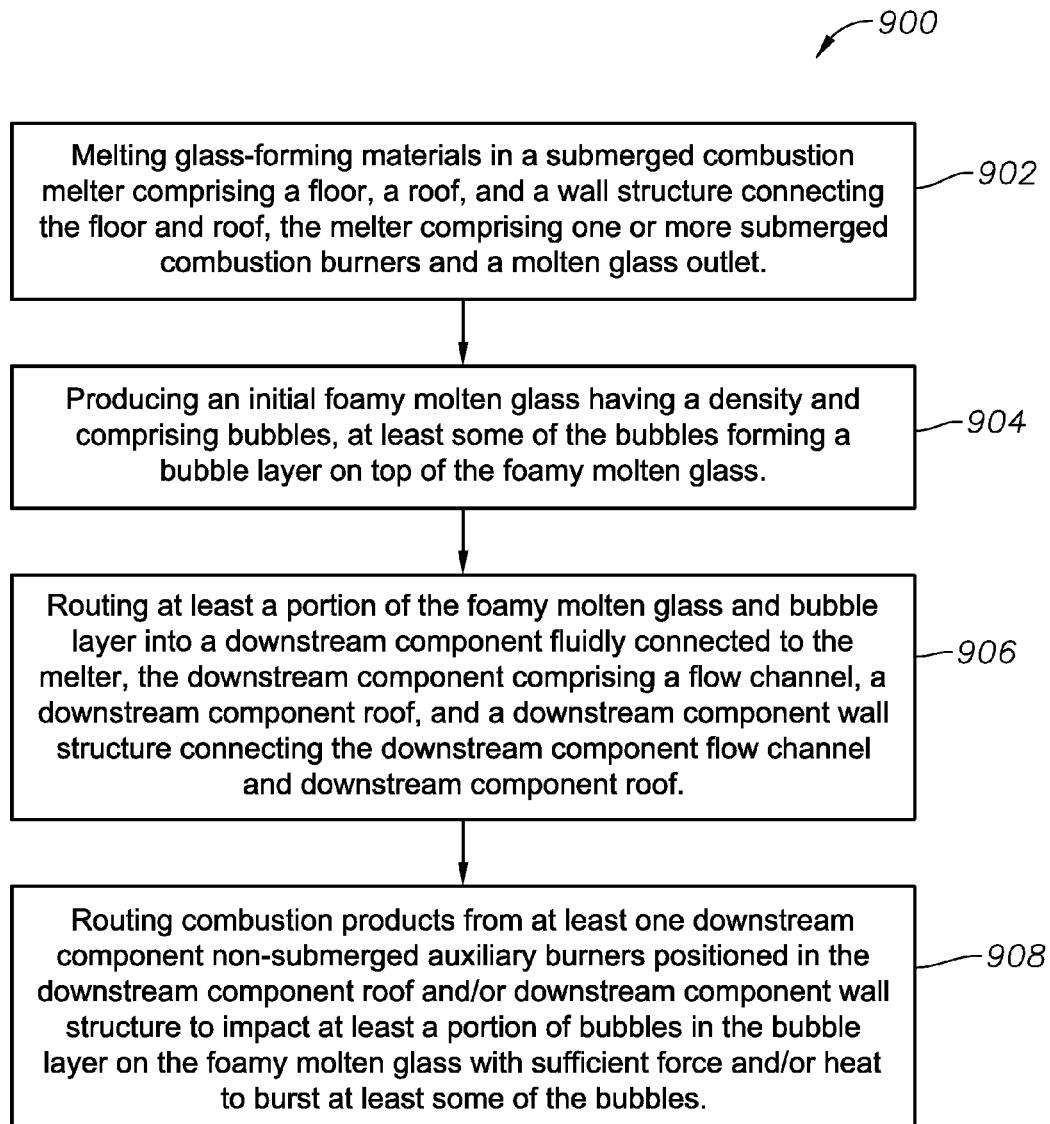 900
Melting glass-forming materials in a submerged combustion
melter comprising a floor, a roof, and a wall structure connecting
the floor and roof, the melter comprising one or more submerged
combustion burners and a molten glass outlet.
902
Producing an initial foamy molten glass having a density and
comprising bubbles, at least some of the bubbles forming a
bubble layer on top of the foamy molten glass.
904
Routing at least a portion of the foamy molten glass and bubble
layer into a downstream component fluidly connected to the
melter, the downstream component comprising a flow channel, a
downstream component roof, and a downstream component wall
structure connecting the downstream component flow channel
and downstream component roof.
906
Routing combustion products from at least one downstream
component non-submerged auxiliary burners positioned in the
downstream component roof and/or downstream component wall
structure to impact at least a portion of bubbles in the bubble
layer on the foamy molten glass with sufficient force and/or heat
to burst at least some of the bubbles.
908